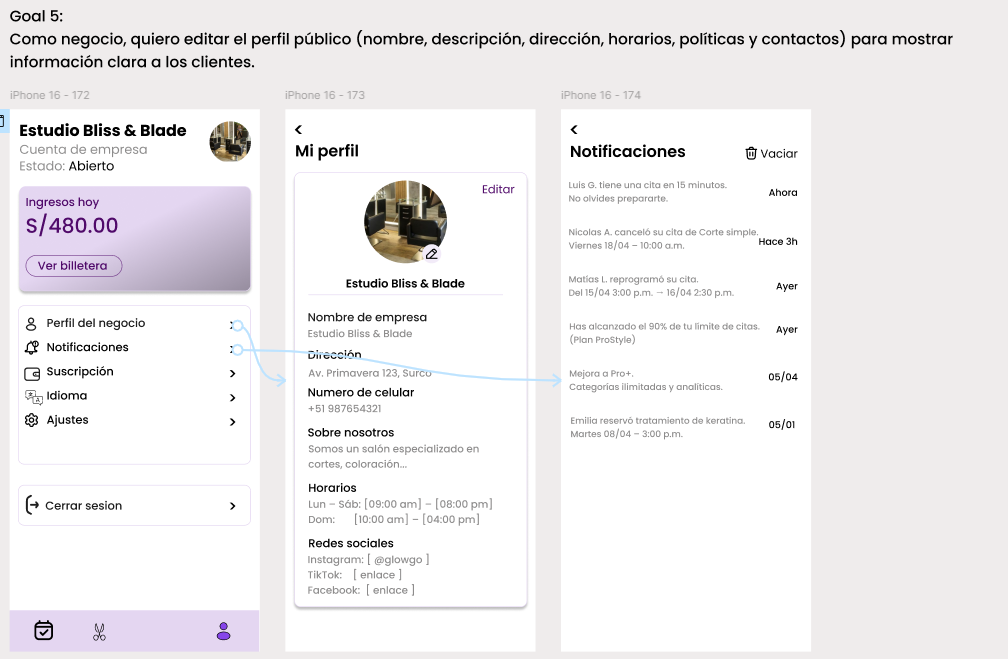 Goal 5:
Como negocio, quiero editar el perfil público (nombre, descripción, dirección, horarios, políticas y contactos) para mostrar
información clara a los clientes.
iPhone 16 - 172
Estudio Bliss & Blade
Cuenta de empresa
Estado: Abierto
Ingresos hoy
S/480.00
Ver billetera
Perfil del negocio
Notificaciones
Suscripción
Idioma
Ajustes
Cerrar sesion
iPhone 16 - 173
Mi perfil
Editar
Estudio Bliss & Blade
Nombre de empresa
Estudio Bliss & Blade
Dirección
Av. Primavera 123, Surco
Numero de celular
+51 987654321
Sobre nosotros
Somos un salón especializado en
cortes, coloración...
Horarios
Lun – Sáb: [09:00 am] – [08:00 pm]
Dom: [10:00 am] – [04:00 pm]
Redes sociales
Instagram: [ @glowgo ]
TikTok: [ enlace ]
Facebook: [ enlace ]
iPhone 16 - 174
Notificaciones
Vaciar
Luis G. tiene una cita en 15 minutos.
No olvides prepararte.
Ahora
Nicolas A. canceló su cita de Corte simple.
Viernes 18/04 – 10:00 a.m.
Hace 3h
Matías L. reprogramó su cita.
Del 15/04 3:00 p.m. → 16/04 2:30 p.m.
Ayer
Has alcanzado el 90% de tu límite de citas.
(Plan ProStyle)
Ayer
Mejora a Pro+.
Categorías ilimitadas y analíticas.
05/04
Emilia reservó tratamiento de keratina.
Martes 08/04 – 3:00 p.m.
05/01